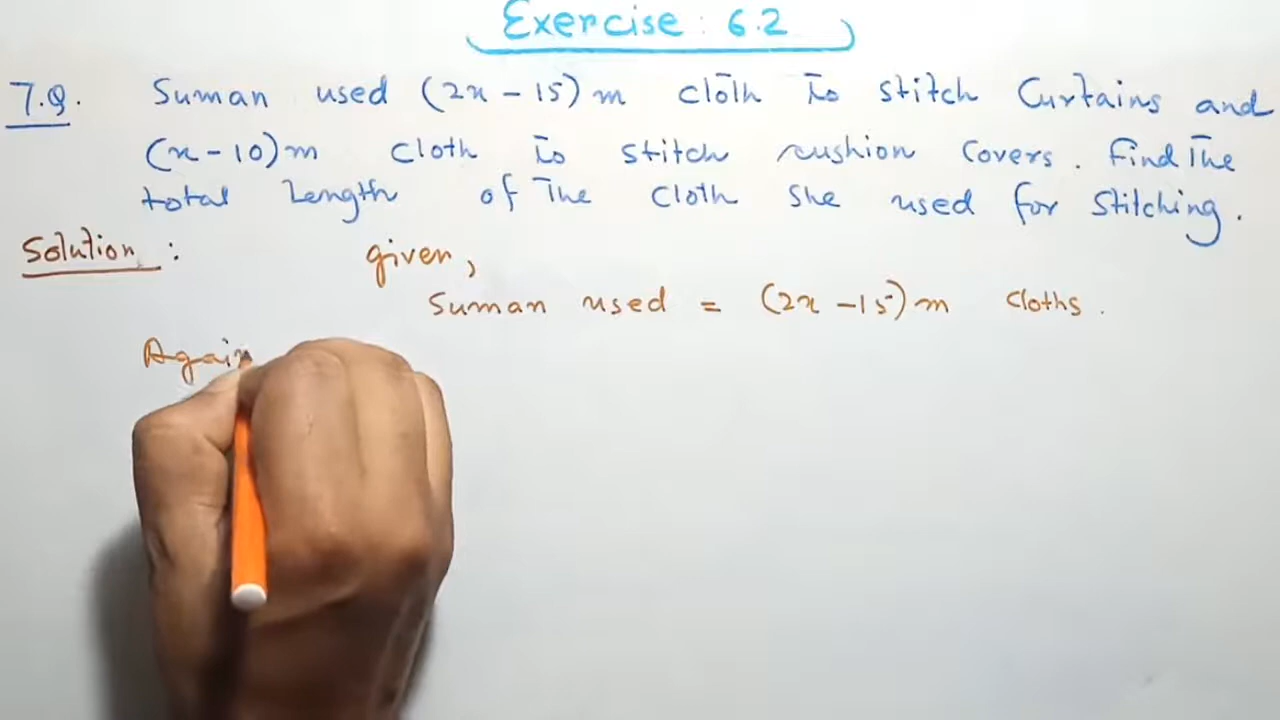 Exercise : 6.2
7.Q. Suman used (2x - 15) m cloth to stitch Curtains and
(x - 10) m cloth to stitch cushion Covers. Find The
total Length of The cloth she used for stitching.
Solution : given,
Suman used = (2x - 15) m cloths.
Again